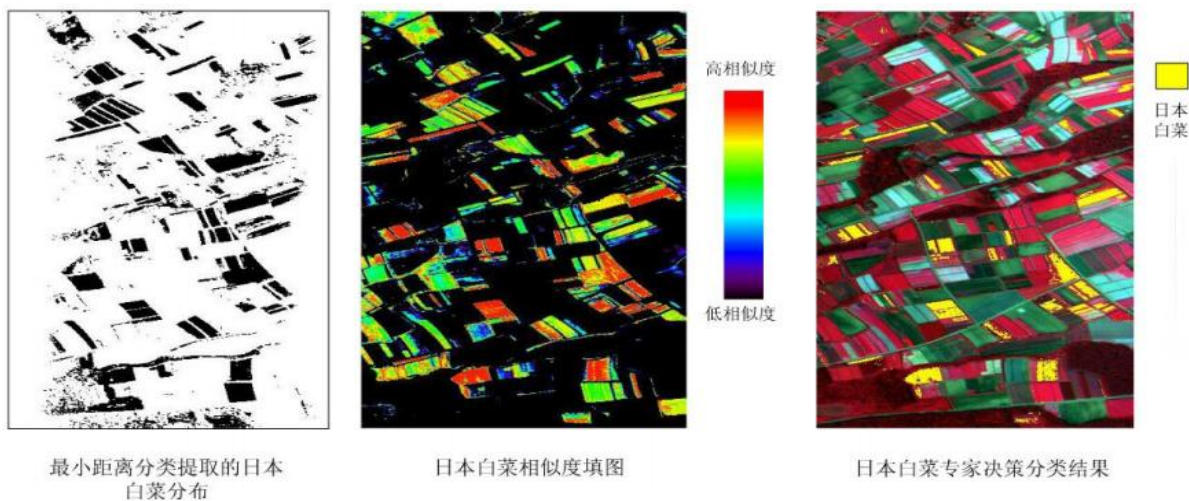 高相似度
低相似度
日本
白菜
最小距离分类提取的日本
白菜分布
日本白菜相似度填图
日本白菜专家决策分类结果